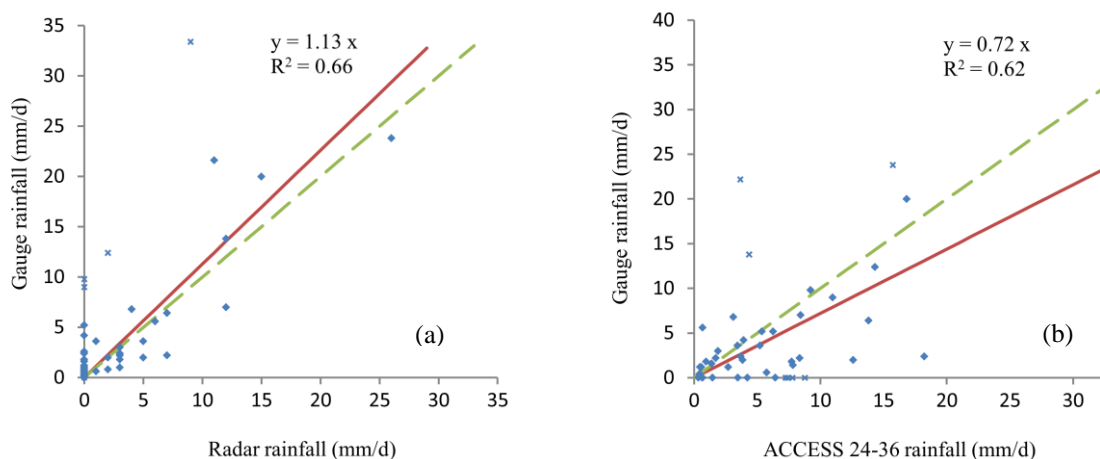 35
30
25
20
15
10
5
0
0 5 10 15 20 25 30 35
Gauge rainfall (mm/d)
Radar rainfall (mm/d)
y = 1.13 x
R² = 0.66
(a)
40
35
30
25
20
15
10
5
0
0 5 10 15 20 25 30
Gauge rainfall (mm/d)
ACCESS 24-36 rainfall (mm/d)
y = 0.72 x
R² = 0.62
(b)